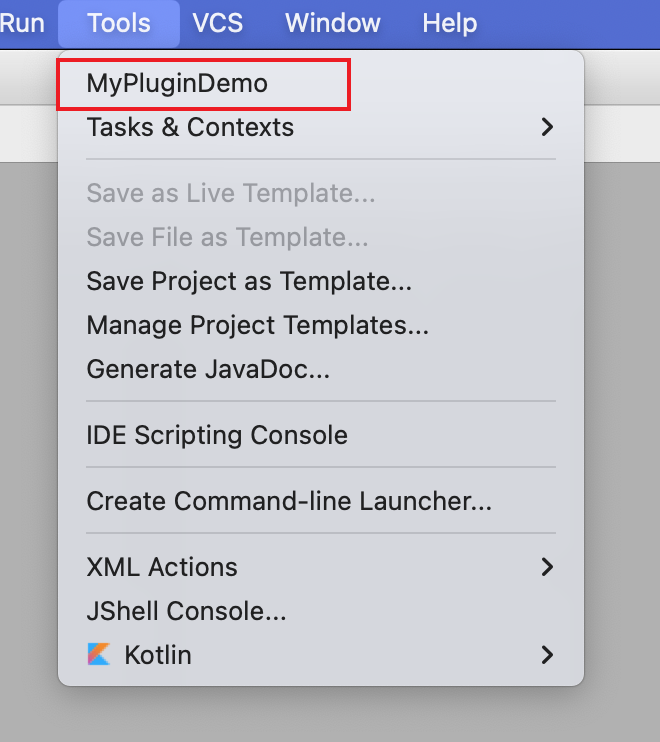 Run Tools VCS Window Help
MyPluginDemo
Tasks & Contexts
Save as Live Template...
Save File as Template...
Save Project as Template...
Manage Project Templates...
Generate JavaDoc...
IDE Scripting Console
Create Command-line Launcher...
XML Actions
JShell Console...
Kotlin